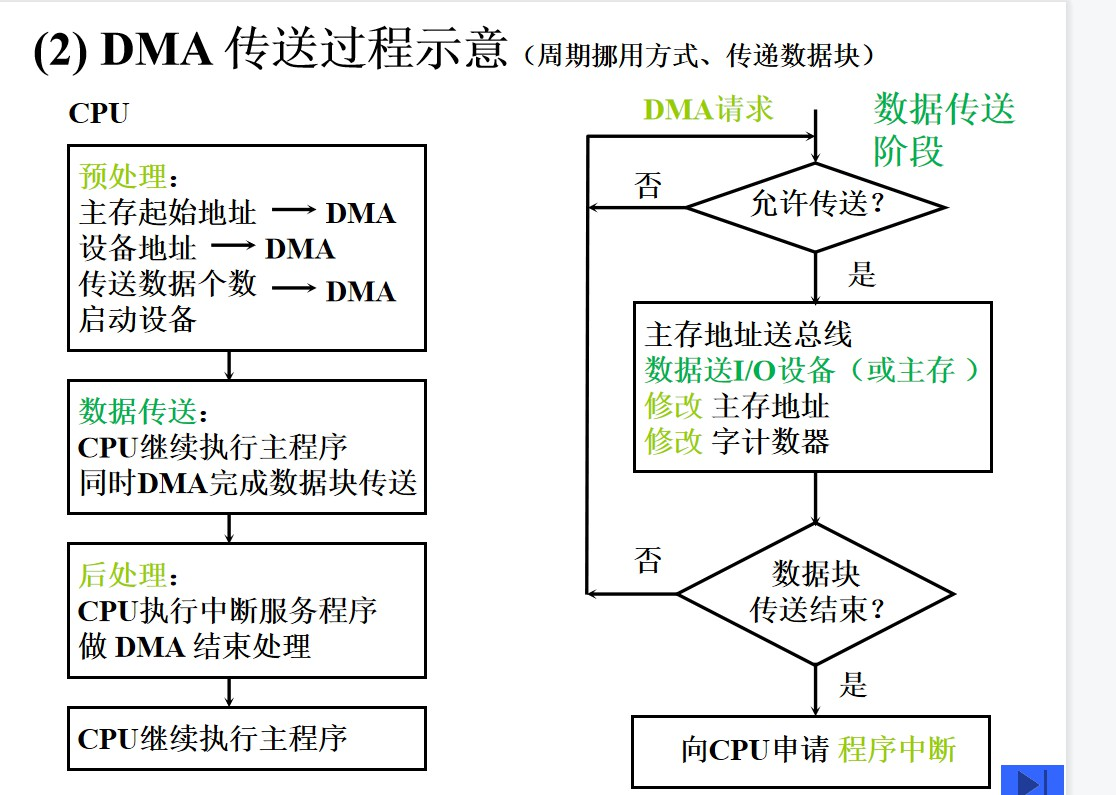 (2) DMA 传送过程示意（周期挪用方式、传递数据块）
CPU
预处理：
主存起始地址 → DMA
设备地址 → DMA
传送数据个数 → DMA
启动设备
数据传送：
CPU继续执行主程序
同时DMA完成数据块传送
后处理：
CPU执行中断服务程序
做 DMA 结束处理
CPU继续执行主程序
DMA请求
数据传送
阶段
允许传送？
否
是
主存地址送总线
数据送I/O设备（或主存 ）
修改 主存地址
修改 字计数器
否
数据块
传送结束？
是
向CPU申请 程序中断